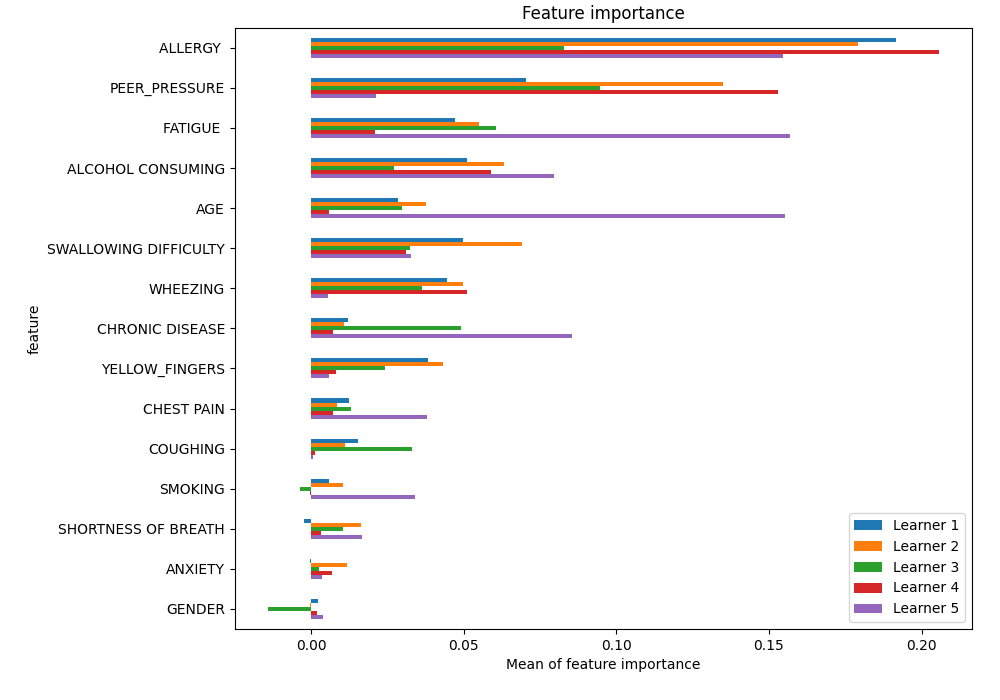 Feature importance
ALLERGY
PEER_PRESSURE
FATIGUE
ALCOHOL CONSUMING
AGE
SWALLOWING DIFFICULTY
WHEEZING
CHRONIC DISEASE
YELLOW_FINGERS
CHEST PAIN
COUGHING
SMOKING
SHORTNESS OF BREATH
ANXIETY
GENDER
feature
Learner 1
Learner 2
Learner 3
Learner 4
Learner 5
0.00 0.05 0.10 0.15 0.20
Mean of feature importance